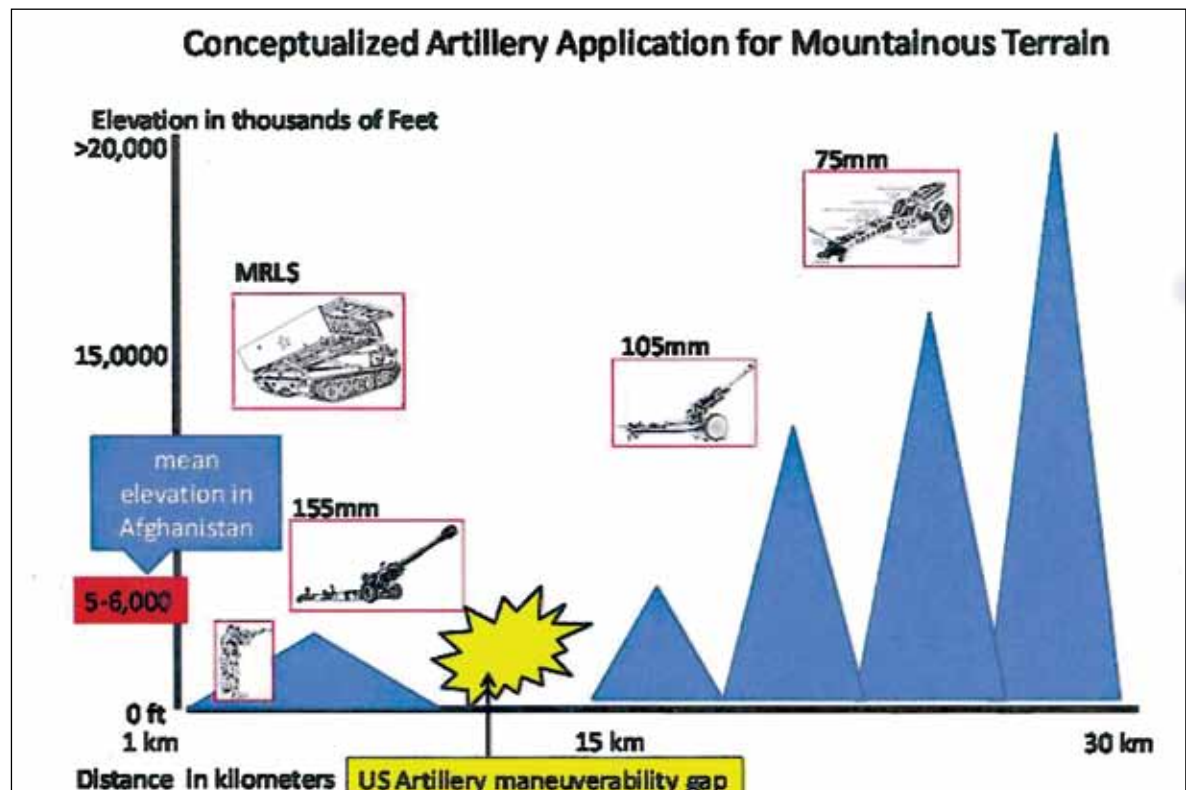 Conceptualized Artillery Application for Mountainous Terrain
Elevation in thousands of Feet
>20,000
75mm
MRLS
15,0000
105mm
mean
elevation in
Afghanistan
155mm
5-6,000
0 ft
1 km
15 km
30 km
Distance in kilometers
US Artillery maneuverability gap